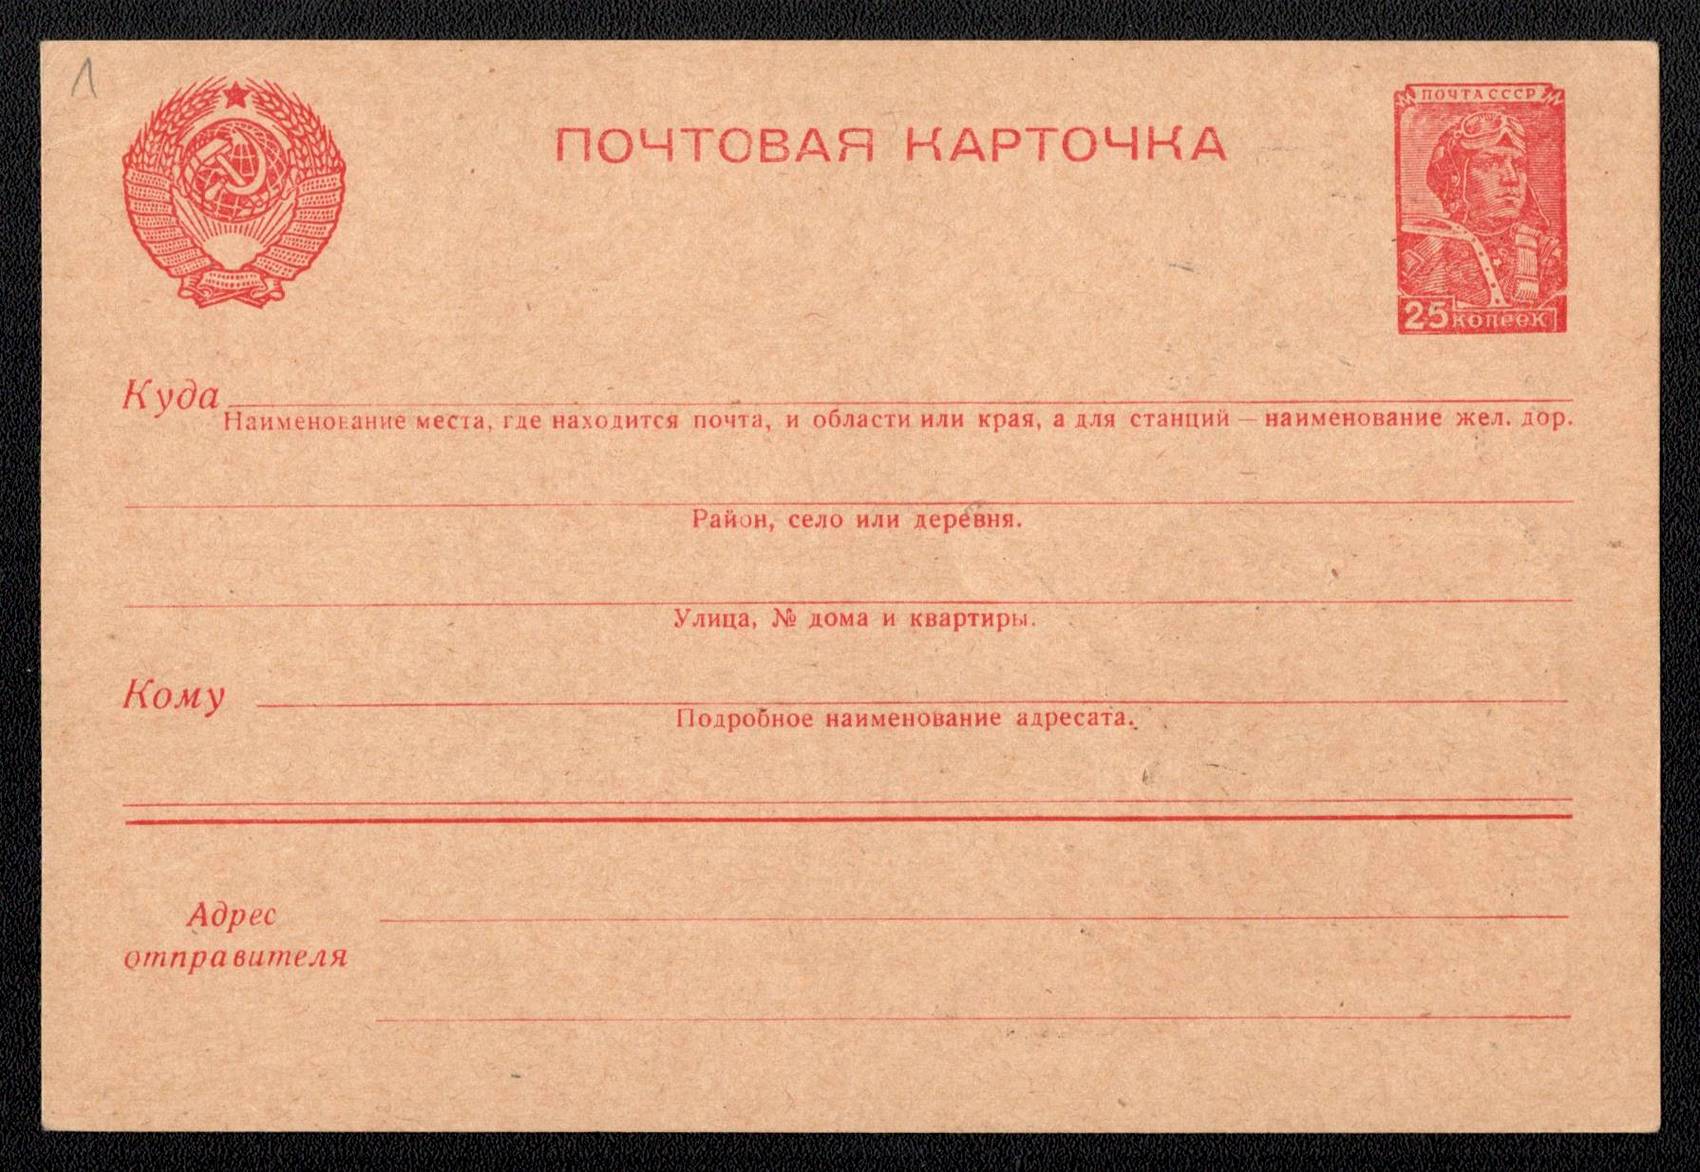 1
ПОЧТОВАЯ КАРТОЧКА
ПОЧТА СССР
25 копеек
Куда
Наименование места, где находится почта, и области или края, а для станций — наименование жел. дор.
Район, село или деревня.
Улица, № дома и квартиры.
Кому
Подробное наименование адресата.
Адрес
отправителя